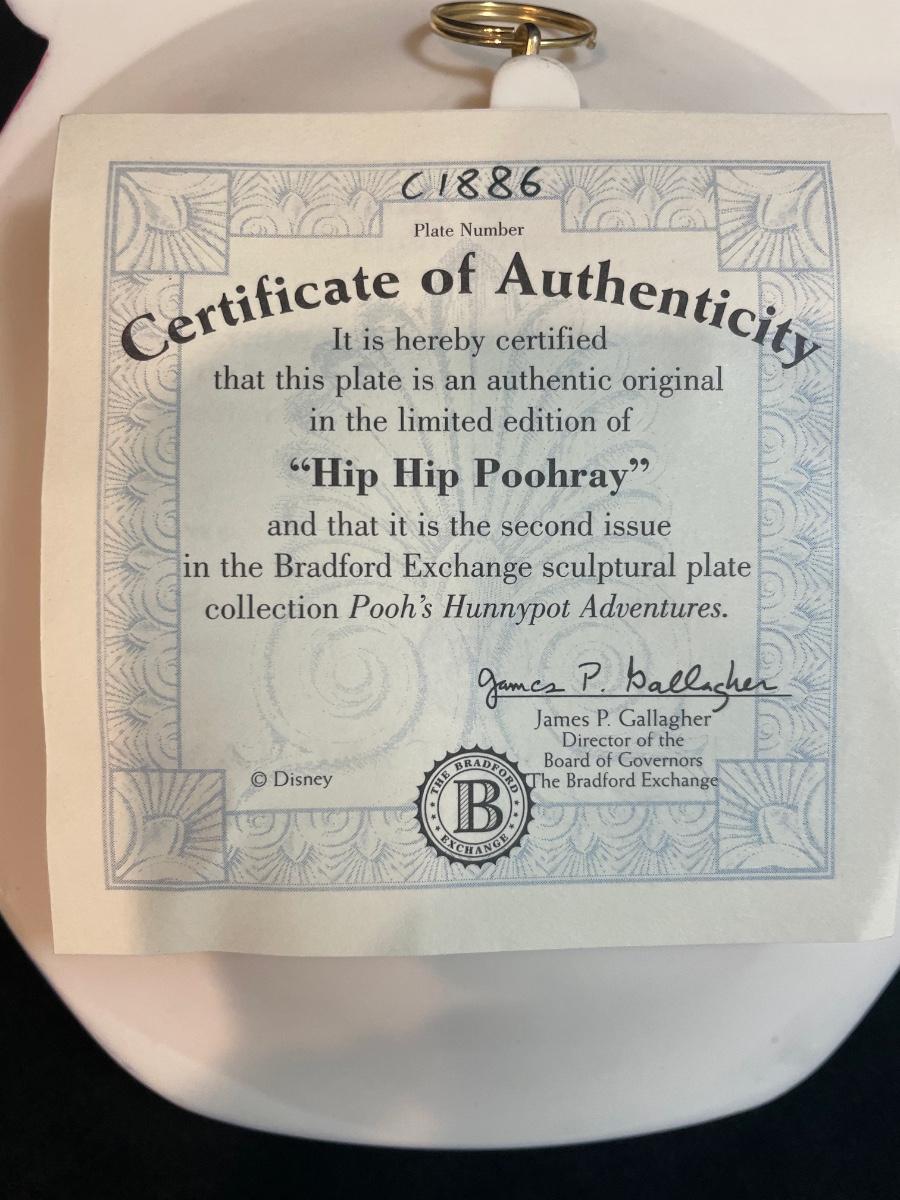 C1886
Plate Number
Certificate of Authenticity
It is hereby certified
that this plate is an authentic original
in the limited edition of
“Hip Hip Poohray”
and that it is the second issue
in the Bradford Exchange sculptural plate
collection Pooh’s Hunnypot Adventures.
James P. Gallagher
James P. Gallagher
Director of the
Board of Governors
The Bradford Exchange
© Disney
THE BRADFORD
B
EXCHANGE